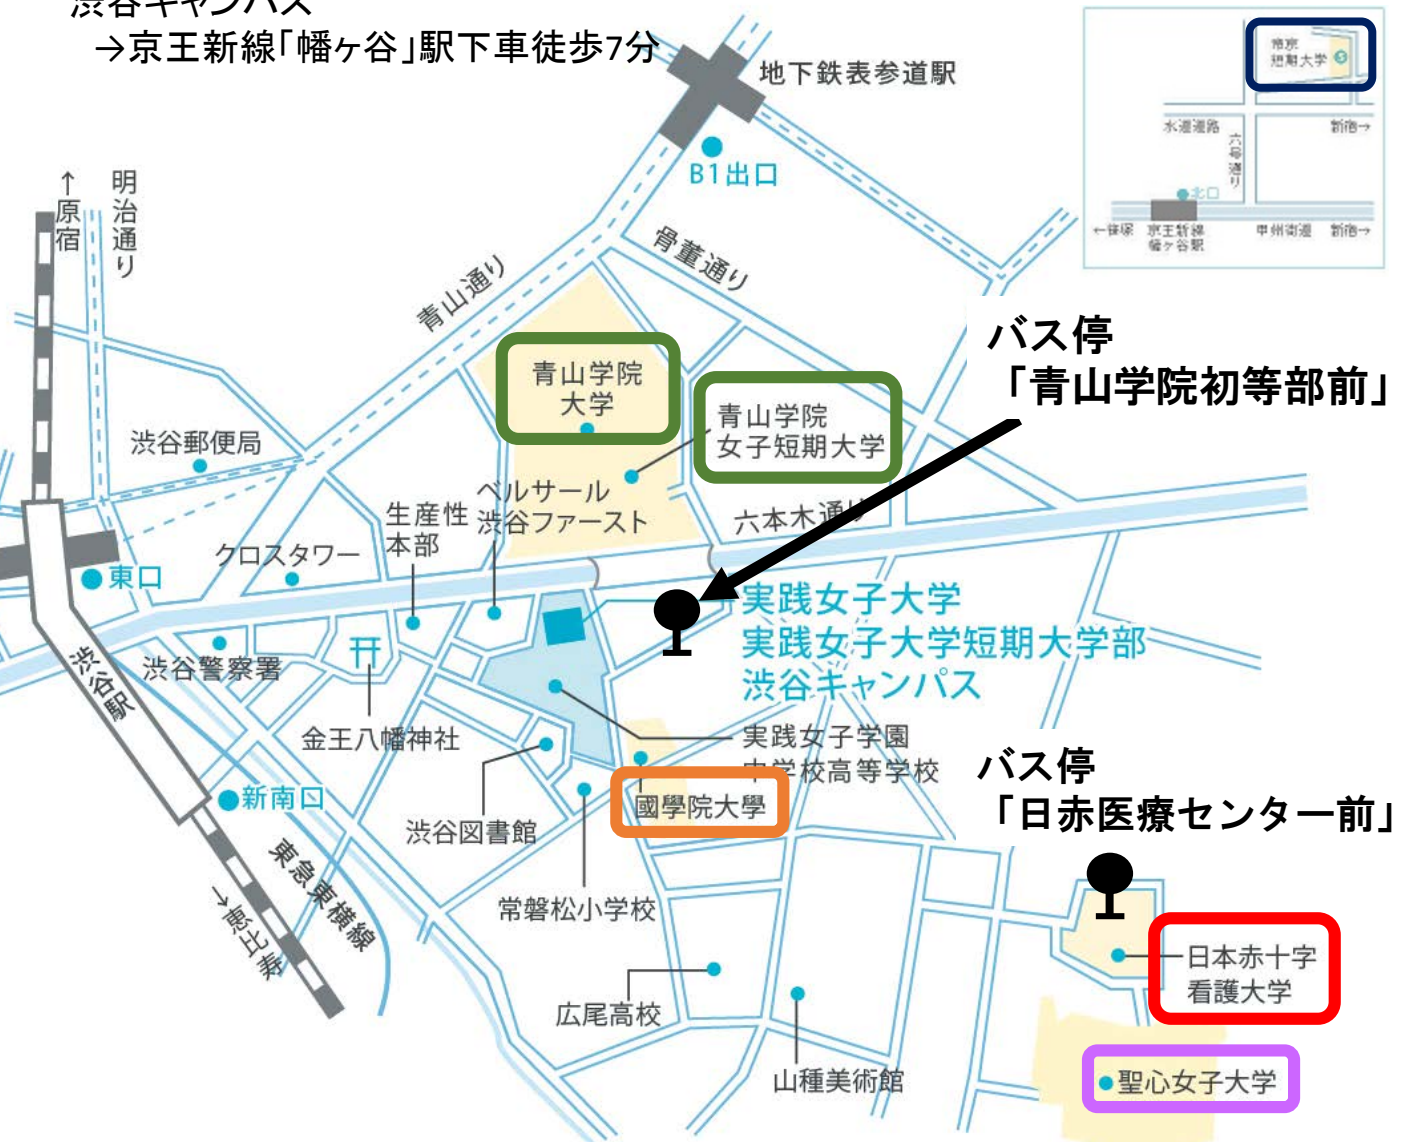 渋谷キャンパス
→京王新線「幡ヶ谷」駅下車徒歩7分
地下鉄表参道駅
B1出口
帝京
短期大学
水道道路
新宿→
六号通り
北口
←笹塚
京王新線
幡ヶ谷駅
甲州街道
新宿→
←原宿
明治通り
青山通り
骨董通り
バス停
「青山学院初等部前」
青山学院
大学
青山学院
女子短期大学
渋谷郵便局
ベルサール
渋谷ファースト
生産性
本部
六本木通り
クロスタワー
東口
実践女子大学
実践女子大学短期大学部
渋谷キャンパス
渋谷警察署
渋谷駅
金王八幡神社
実践女子学園
中学校高等学校
バス停
「日赤医療センター前」
新南口
國學院大學
渋谷図書館
東急東横線
→恵比寿
常磐松小学校
日本赤十字
看護大学
広尾高校
山種美術館
聖心女子大学